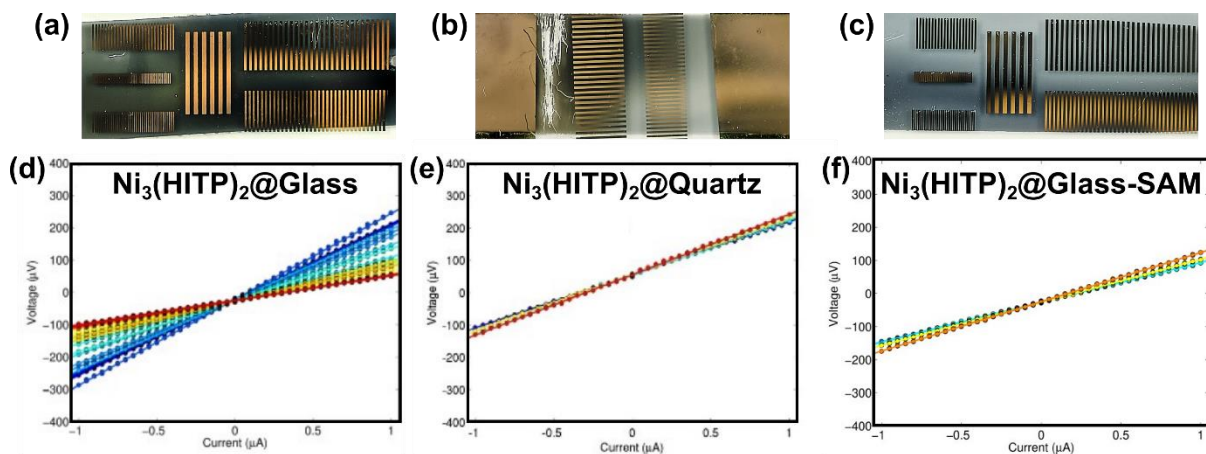 (a)
(b)
(c)
(d)
Ni₃(HITP)₂@Glass
400
300
200
100
0
−100
−200
−300
−400
Voltage (µV)
-1
-0.5
0
0.5
1
Current (µA)
(e)
Ni₃(HITP)₂@Quartz
400
300
200
100
0
−100
−200
−300
−400
Voltage (µV)
-1
-0.5
0
0.5
1
Current (µA)
(f)
Ni₃(HITP)₂@Glass-SAM
400
300
200
100
0
−100
−200
−300
−400
Voltage (µV)
-1
-0.5
0
0.5
1
Current (µA)